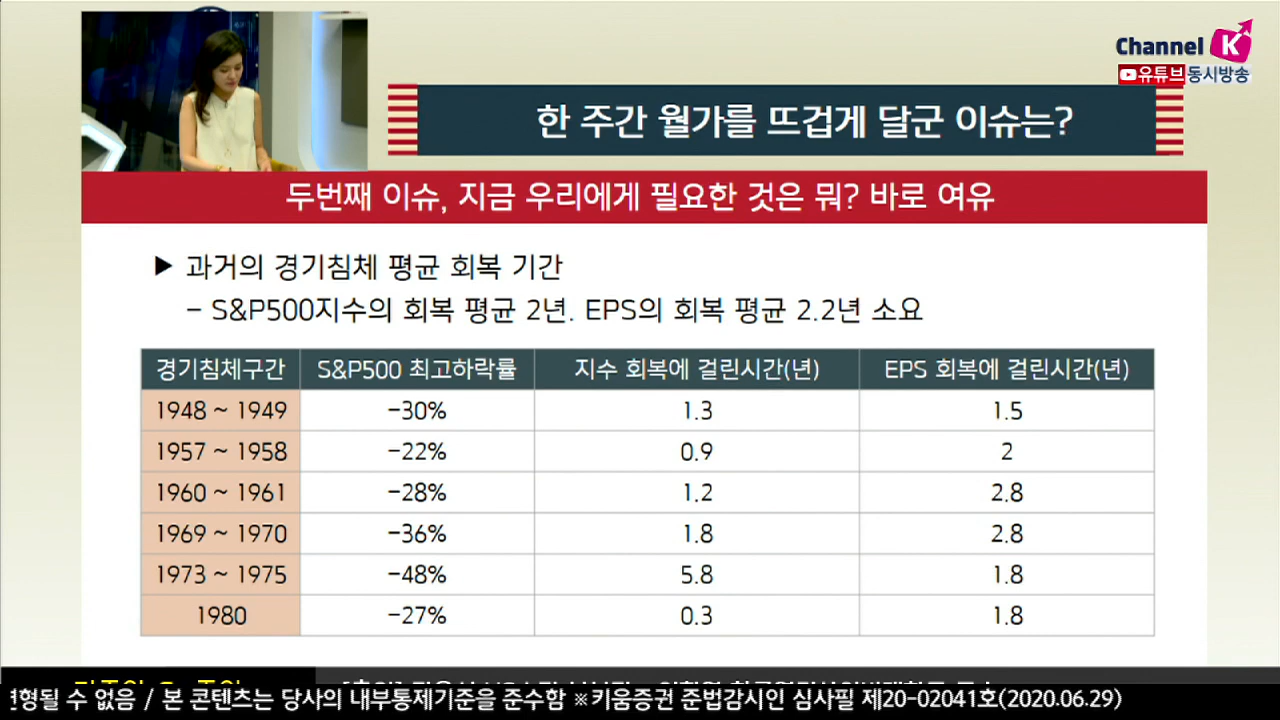 Channel K
유튜브 동시방송
한 주간 월가를 뜨겁게 달군 이슈는?
두번째 이슈, 지금 우리에게 필요한 것은 뭐? 바로 여유
▶ 과거의 경기침체 평균 회복 기간
- S&P500지수의 회복 평균 2년. EPS의 회복 평균 2.2년 소요
경기침체구간 S&P500 최고하락률 지수 회복에 걸린시간(년) EPS 회복에 걸린시간(년)
1948 ~ 1949 -30% 1.3 1.5
1957 ~ 1958 -22% 0.9 2
1960 ~ 1961 -28% 1.2 2.8
1969 ~ 1970 -36% 1.8 2.8
1973 ~ 1975 -48% 5.8 1.8
1980 -27% 0.3 1.8
변형될 수 없음 / 본 콘텐츠는 당사의 내부통제기준을 준수함 ※키움증권 준법감시인 심사필 제20-02041호(2020.06.29)